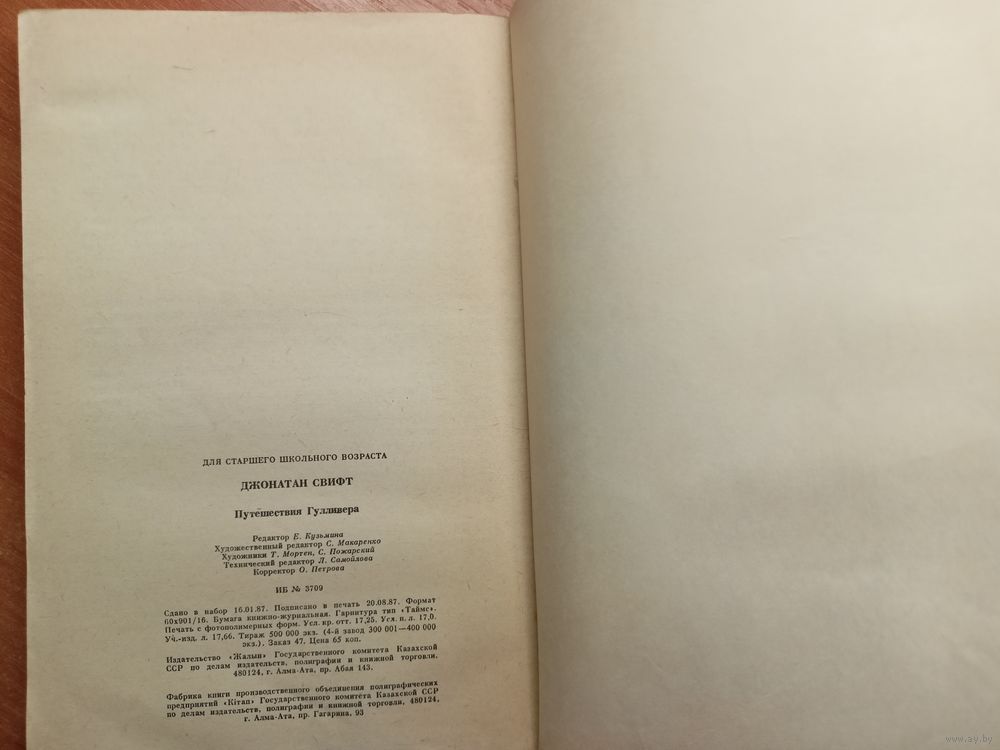 ДЛЯ СТАРШЕГО ШКОЛЬНОГО ВОЗРАСТА
ДЖОНАТАН СВИФТ
Путешествия Гулливера
Редактор Е. Кузьмина
Художественный редактор С. Макаренко
Художники Т. Мортен, С. Пожарский
Технический редактор Л. Самойлова
Корректор О. Петрова
ИБ № 3709
Сдано в набор 16.01.87. Подписано в печать 20.08.87. Формат
60х901/16. Бумага книжно-журнальная. Гарнитура тип «Таймс».
Печать с фотополимерных форм. Усл. кр. отт. 17,25. Усл. п. л. 17,0.
Уч.-изд. л. 17,66. Тираж 500 000 экз. (4-й завод 300 001—400 000
экз.). Заказ 47. Цена 65 коп.
Издательство «Жалын» Государственного комитета Казахской
ССР по делам издательств, полиграфии и книжной торговли.
480124, г. Алма-Ата, пр. Абая 143.
Фабрика книги производственного объединения полиграфических
предприятий «Кітап» Государственного комитета Казахской ССР
по делам издательств, полиграфии и книжной торговли, 480124,
г. Алма-Ата, пр. Гагарина, 93
www.ay.by